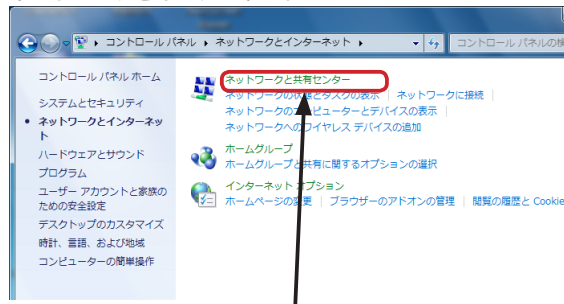 コントロール パネル ▸ ネットワークとインターネット ▸
コントロール パネルの検
コントロール パネル ホーム
システムとセキュリティ
• ネットワークとインターネッ
ト
ハードウェアとサウンド
プログラム
ユーザー アカウントと家族の
ための安全設定
デスクトップのカスタマイズ
時計、言語、および地域
コンピューターの簡単操作
ネットワークと共有センター
ネットワークの状態とタスクの表示 | ネットワークに接続 |
ネットワークのコンピューターとデバイスの表示 |
ネットワークへのワイヤレス デバイスの追加
ホームグループ
ホームグループと共有に関するオプションの選択
インターネット オプション
ホームページの変更 | ブラウザーのアドオンの管理 | 閲覧の履歴と Cookie